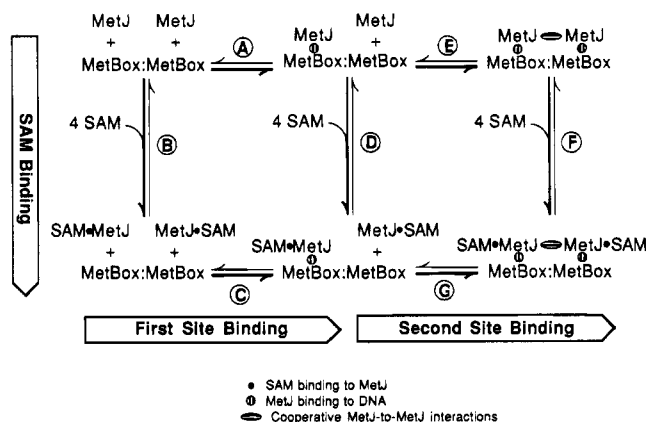 MetJ MetJ
+ +
MetBox:MetBox
A
MetJ MetJ
+
MetBox:MetBox
E
MetJ MetJ
MetBox:MetBox
SAM Binding
4 SAM
B
4 SAM
D
4 SAM
F
SAM•MetJ MetJ•SAM
+ +
MetBox:MetBox
C
SAM•MetJ MetJ•SAM
+
MetBox:MetBox
G
SAM•MetJ MetJ•SAM
MetBox:MetBox
First Site Binding
Second Site Binding
• SAM binding to MetJ
MetJ binding to DNA
Cooperative MetJ-to-MetJ interactions